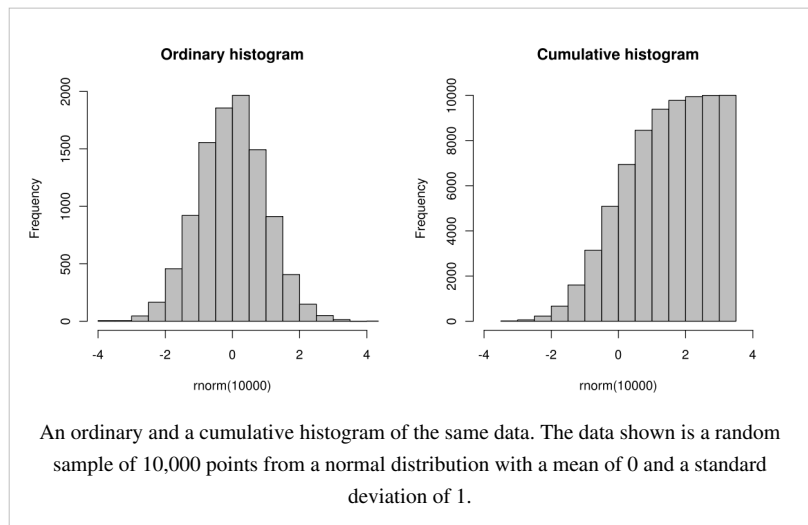 Ordinary histogram
Frequency
2000
1500
1000
500
0
-4 -2 0 2 4
rnorm(10000)
Cumulative histogram
Frequency
10000
8000
6000
4000
2000
0
-4 -2 0 2 4
rnorm(10000)
An ordinary and a cumulative histogram of the same data. The data shown is a random
sample of 10,000 points from a normal distribution with a mean of 0 and a standard
deviation of 1.